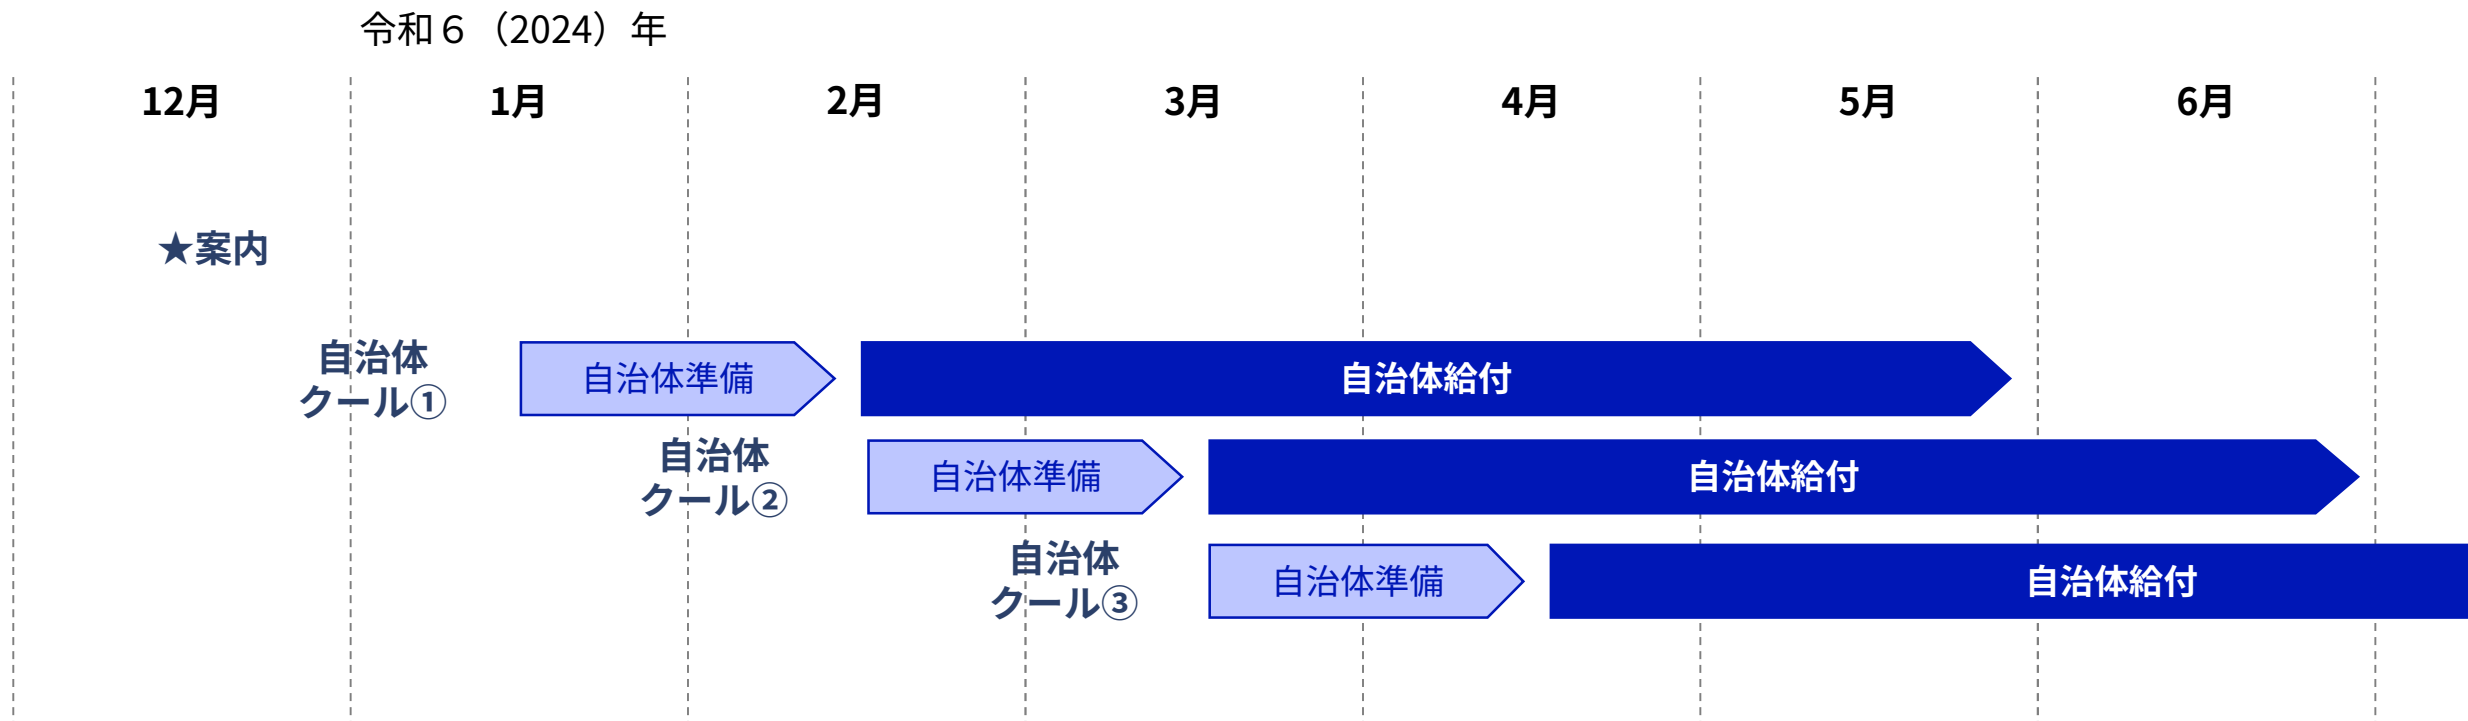 令和６（2024）年
12月
1月
2月
3月
4月
5月
6月
★案内
自治体
クール①
自治体準備
自治体給付
自治体
クール②
自治体準備
自治体給付
自治体
クール③
自治体準備
自治体給付